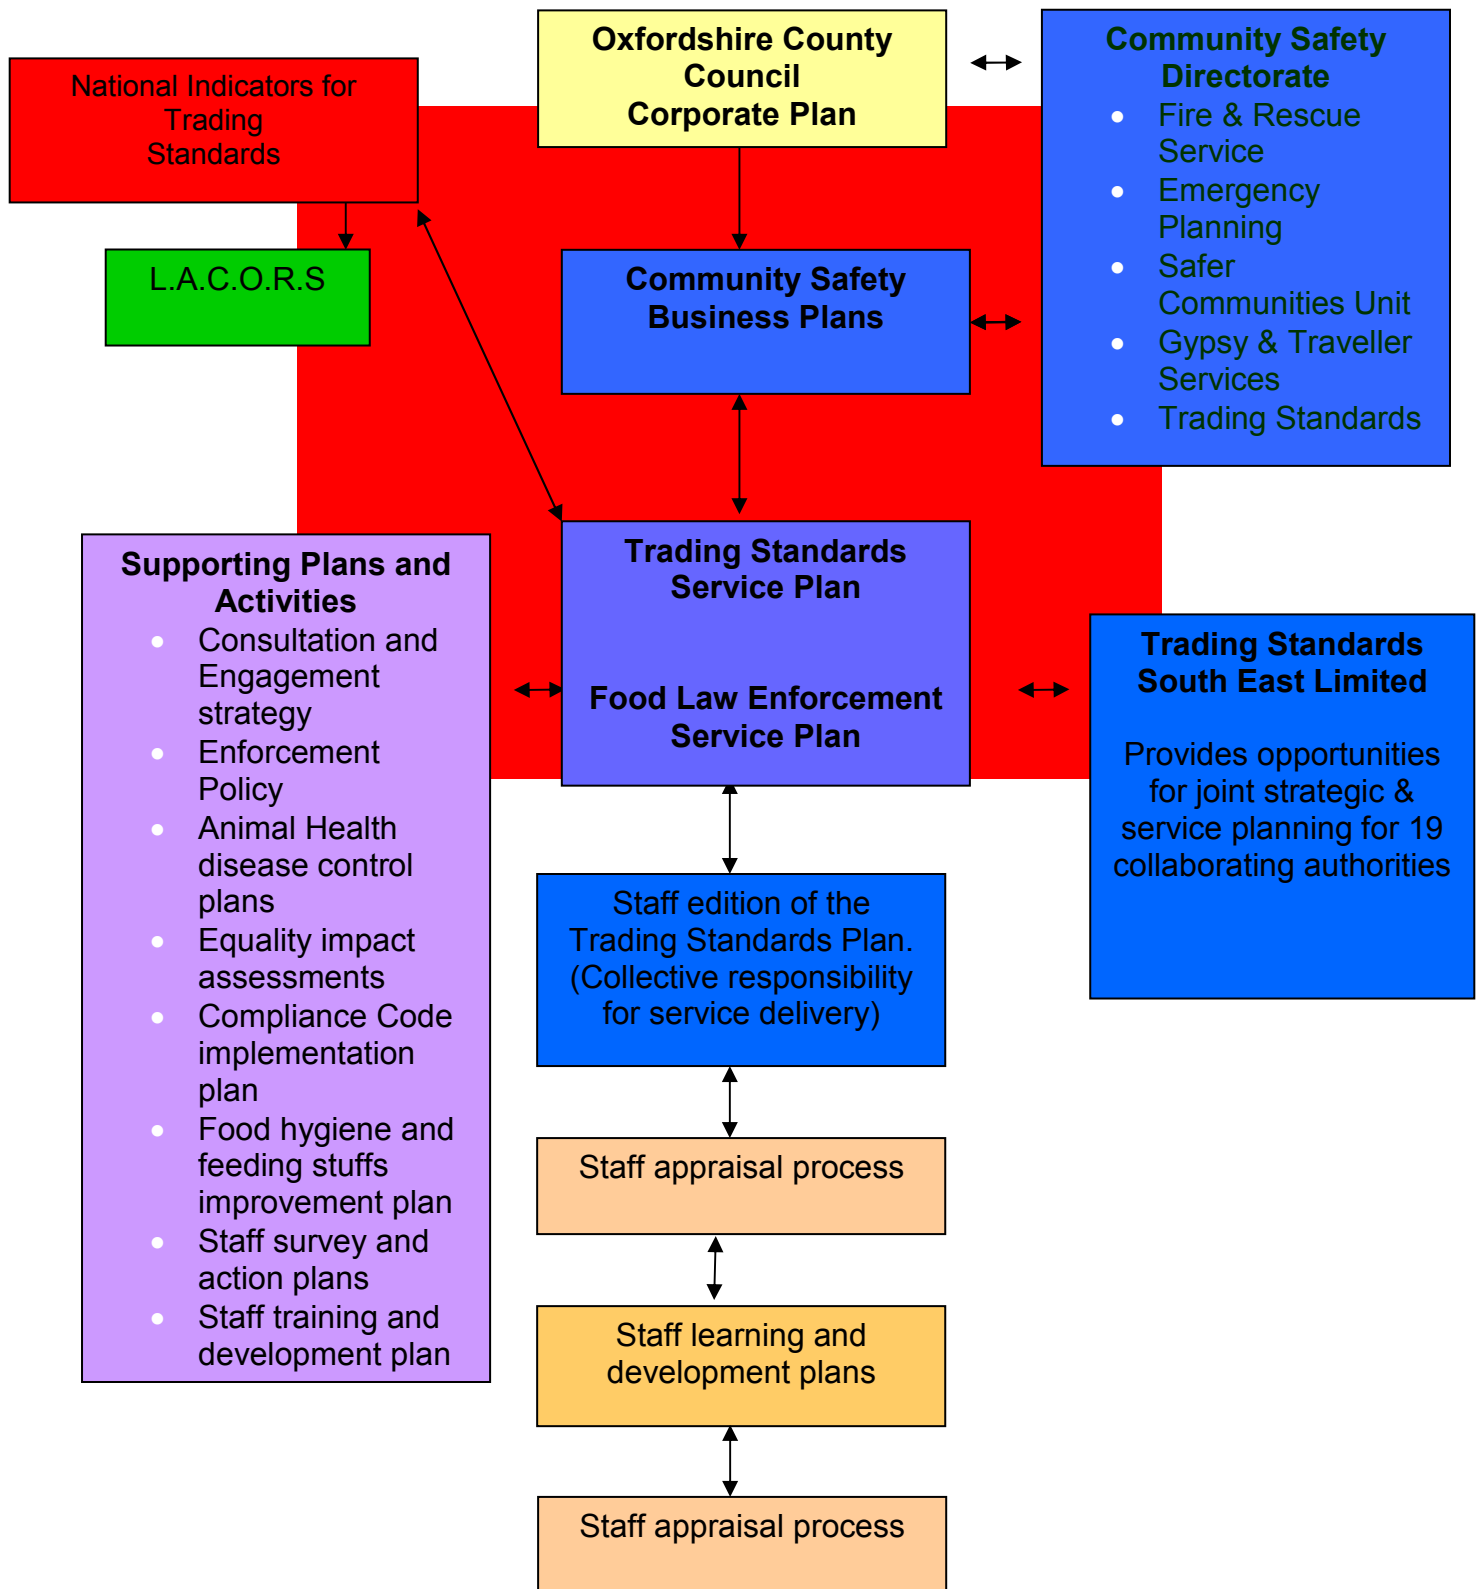 Oxfordshire County
Council
Corporate Plan
Community Safety
Directorate
• Fire & Rescue
Service
• Emergency
Planning
• Safer
Communities Unit
• Gypsy & Traveller
Services
• Trading Standards
National Indicators for
Trading
Standards
L.A.C.O.R.S
Community Safety
Business Plans
Supporting Plans and
Activities
• Consultation and
Engagement
strategy
• Enforcement
Policy
• Animal Health
disease control
plans
• Equality impact
assessments
• Compliance Code
implementation
plan
• Food hygiene and
feeding stuffs
improvement plan
• Staff survey and
action plans
• Staff training and
development plan
Trading Standards
Service Plan
Food Law Enforcement
Service Plan
Trading Standards
South East Limited
Provides opportunities
for joint strategic &
service planning for 19
collaborating authorities
Staff edition of the
Trading Standards Plan.
(Collective responsibility
for service delivery)
Staff appraisal process
Staff learning and
development plans
Staff appraisal process